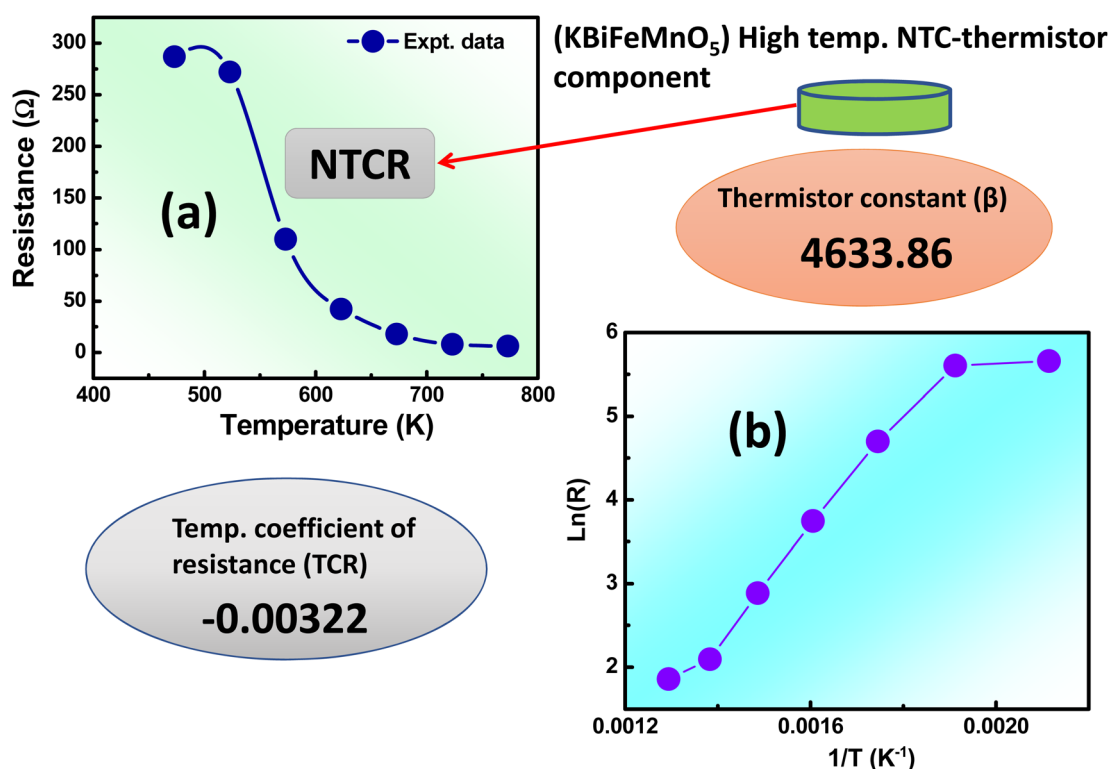 300
250
200
150
100
50
0
Resistance (Ω)
Expt. data
NTCR
(a)
400 500 600 700 800
Temperature (K)
(KBiFeMnO₅) High temp. NTC-thermistor
component
Thermistor constant (β)
4633.86
Temp. coefficient of
resistance (TCR)
-0.00322
6
5
4
3
2
Ln(R)
(b)
0.0012 0.0016 0.0020
1/T (K⁻¹)